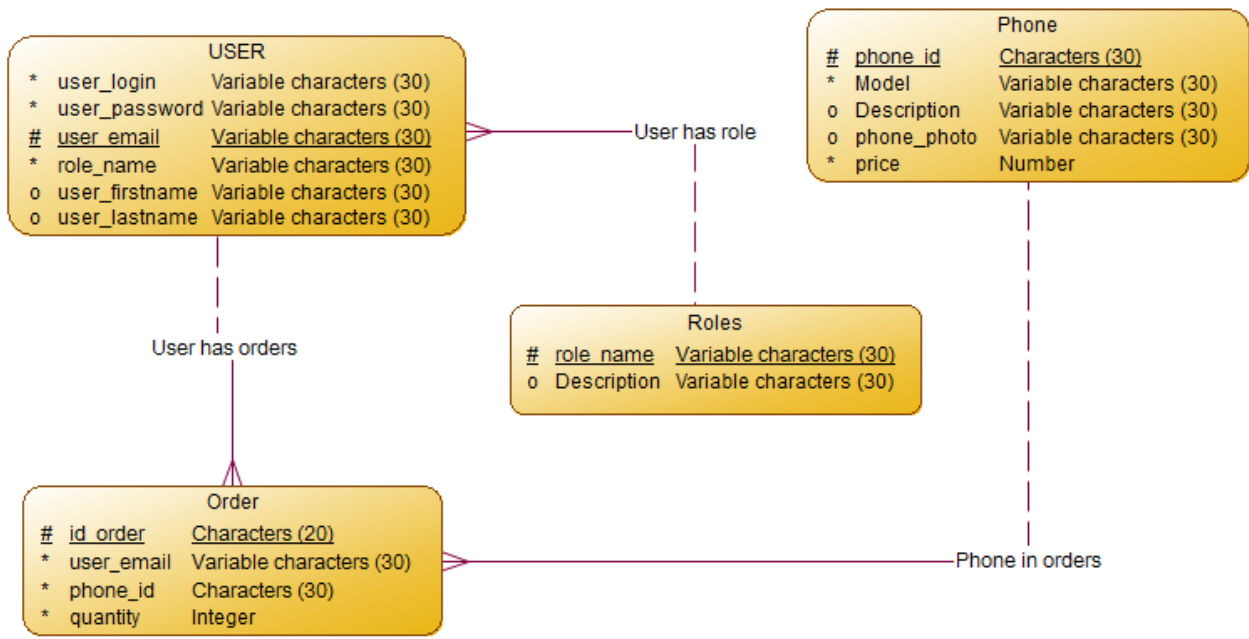 USER
* user_login Variable characters (30)
* user_password Variable characters (30)
# user_email Variable characters (30)
* role_name Variable characters (30)
o user_firstname Variable characters (30)
o user_lastname Variable characters (30)
User has role
Phone
# phone_id Characters (30)
* Model Variable characters (30)
o Description Variable characters (30)
o phone_photo Variable characters (30)
* price Number
User has orders
Roles
# role_name Variable characters (30)
o Description Variable characters (30)
Order
# id_order Characters (20)
* user_email Variable characters (30)
* phone_id Characters (30)
* quantity Integer
Phone in orders